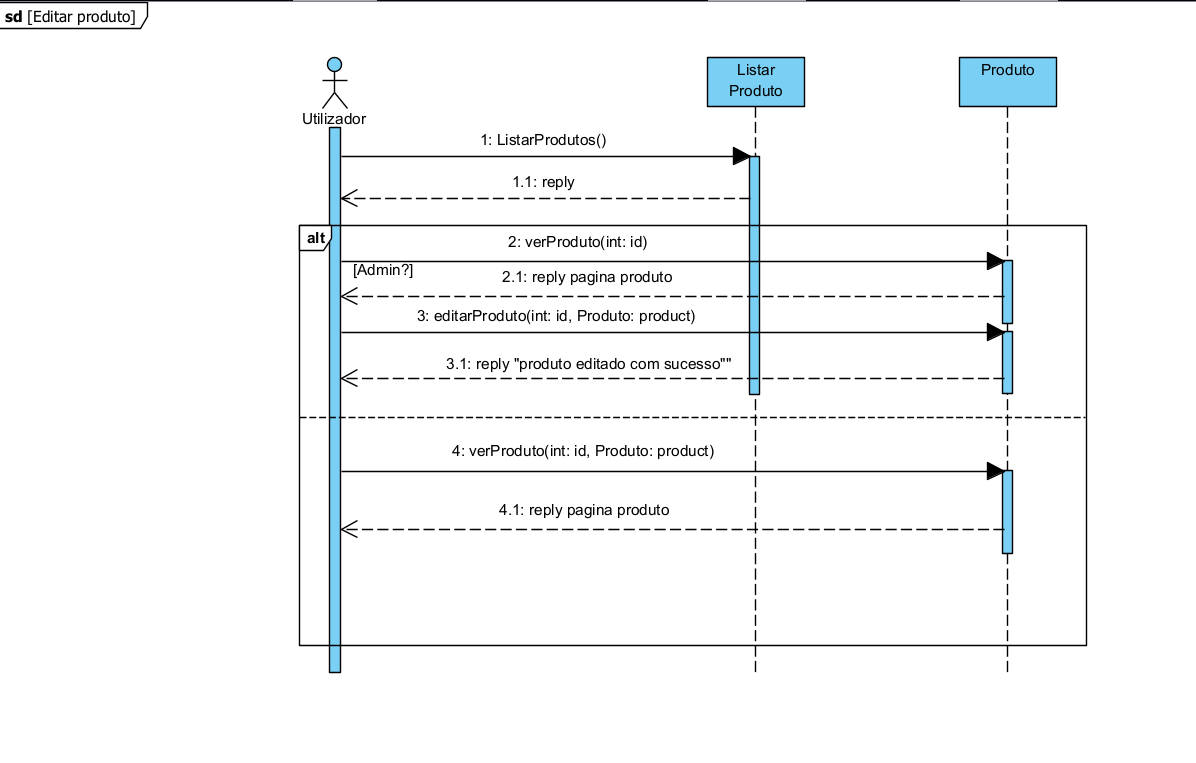 sd [Editar produto]
Utilizador
Listar
Produto
Produto
1: ListarProdutos()
1.1: reply
alt
2: verProduto(int: id)
[Admin?]
2.1: reply pagina produto
3: editarProduto(int: id, Produto: product)
3.1: reply "produto editado com sucesso""
4: verProduto(int: id, Produto: product)
4.1: reply pagina produto